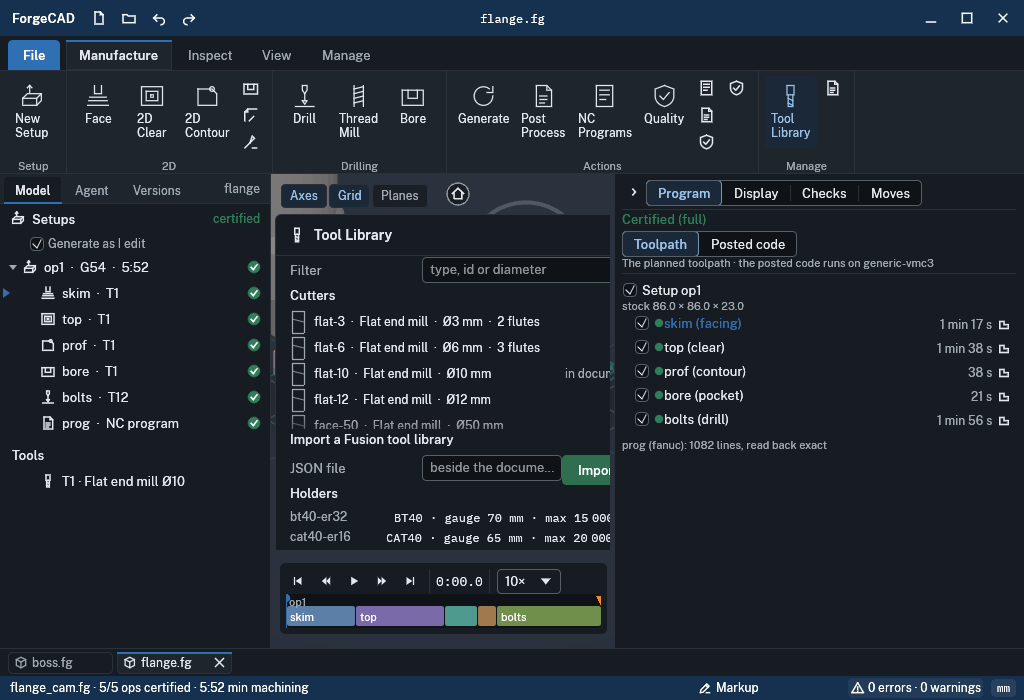 ForgeCAD
flange.fg
File
Manufacture
Inspect
View
Manage
New Setup
Face
2D Clear
2D Contour
Drill
Thread Mill
Bore
Generate
Post Process
NC Programs
Quality
Tool Library
Setup
2D
Drilling
Actions
Manage
Model
Agent
Versions
flange
Setups
certified
Generate as I edit
op1 · G54 · 5:52
skim · T1
top · T1
prof · T1
bore · T1
bolts · T12
prog · NC program
Tools
T1 · Flat end mill Ø10
Axes
Grid
Planes
Tool Library
Filter
type, id or diameter
Cutters
flat-3 · Flat end mill · Ø3 mm · 2 flutes
flat-6 · Flat end mill · Ø6 mm · 3 flutes
flat-10 · Flat end mill · Ø10 mm
in docu
flat-12 · Flat end mill · Ø12 mm
face-50 · Flat end mill · Ø50 mm
Import a Fusion tool library
JSON file
beside the docume...
Impo
Holders
bt40-er32
BT40 · gauge 70 mm · max 15 000
cat40-er16
CAT40 · gauge 65 mm · max 20 000
0:00.0
10×
op1
skim
top
bolts
Program
Display
Checks
Moves
Certified (full)
Toolpath
Posted code
The planned toolpath · the posted code runs on generic-vmc3
Setup op1
stock 86.0 × 86.0 × 23.0
skim (facing)
1 min 17 s
top (clear)
1 min 38 s
prof (contour)
38 s
bore (pocket)
21 s
bolts (drill)
1 min 56 s
prog (fanuc): 1082 lines, read back exact
boss.fg
flange.fg
flange_cam.fg · 5/5 ops certified · 5:52 min machining
Markup
0 errors · 0 warnings
mm